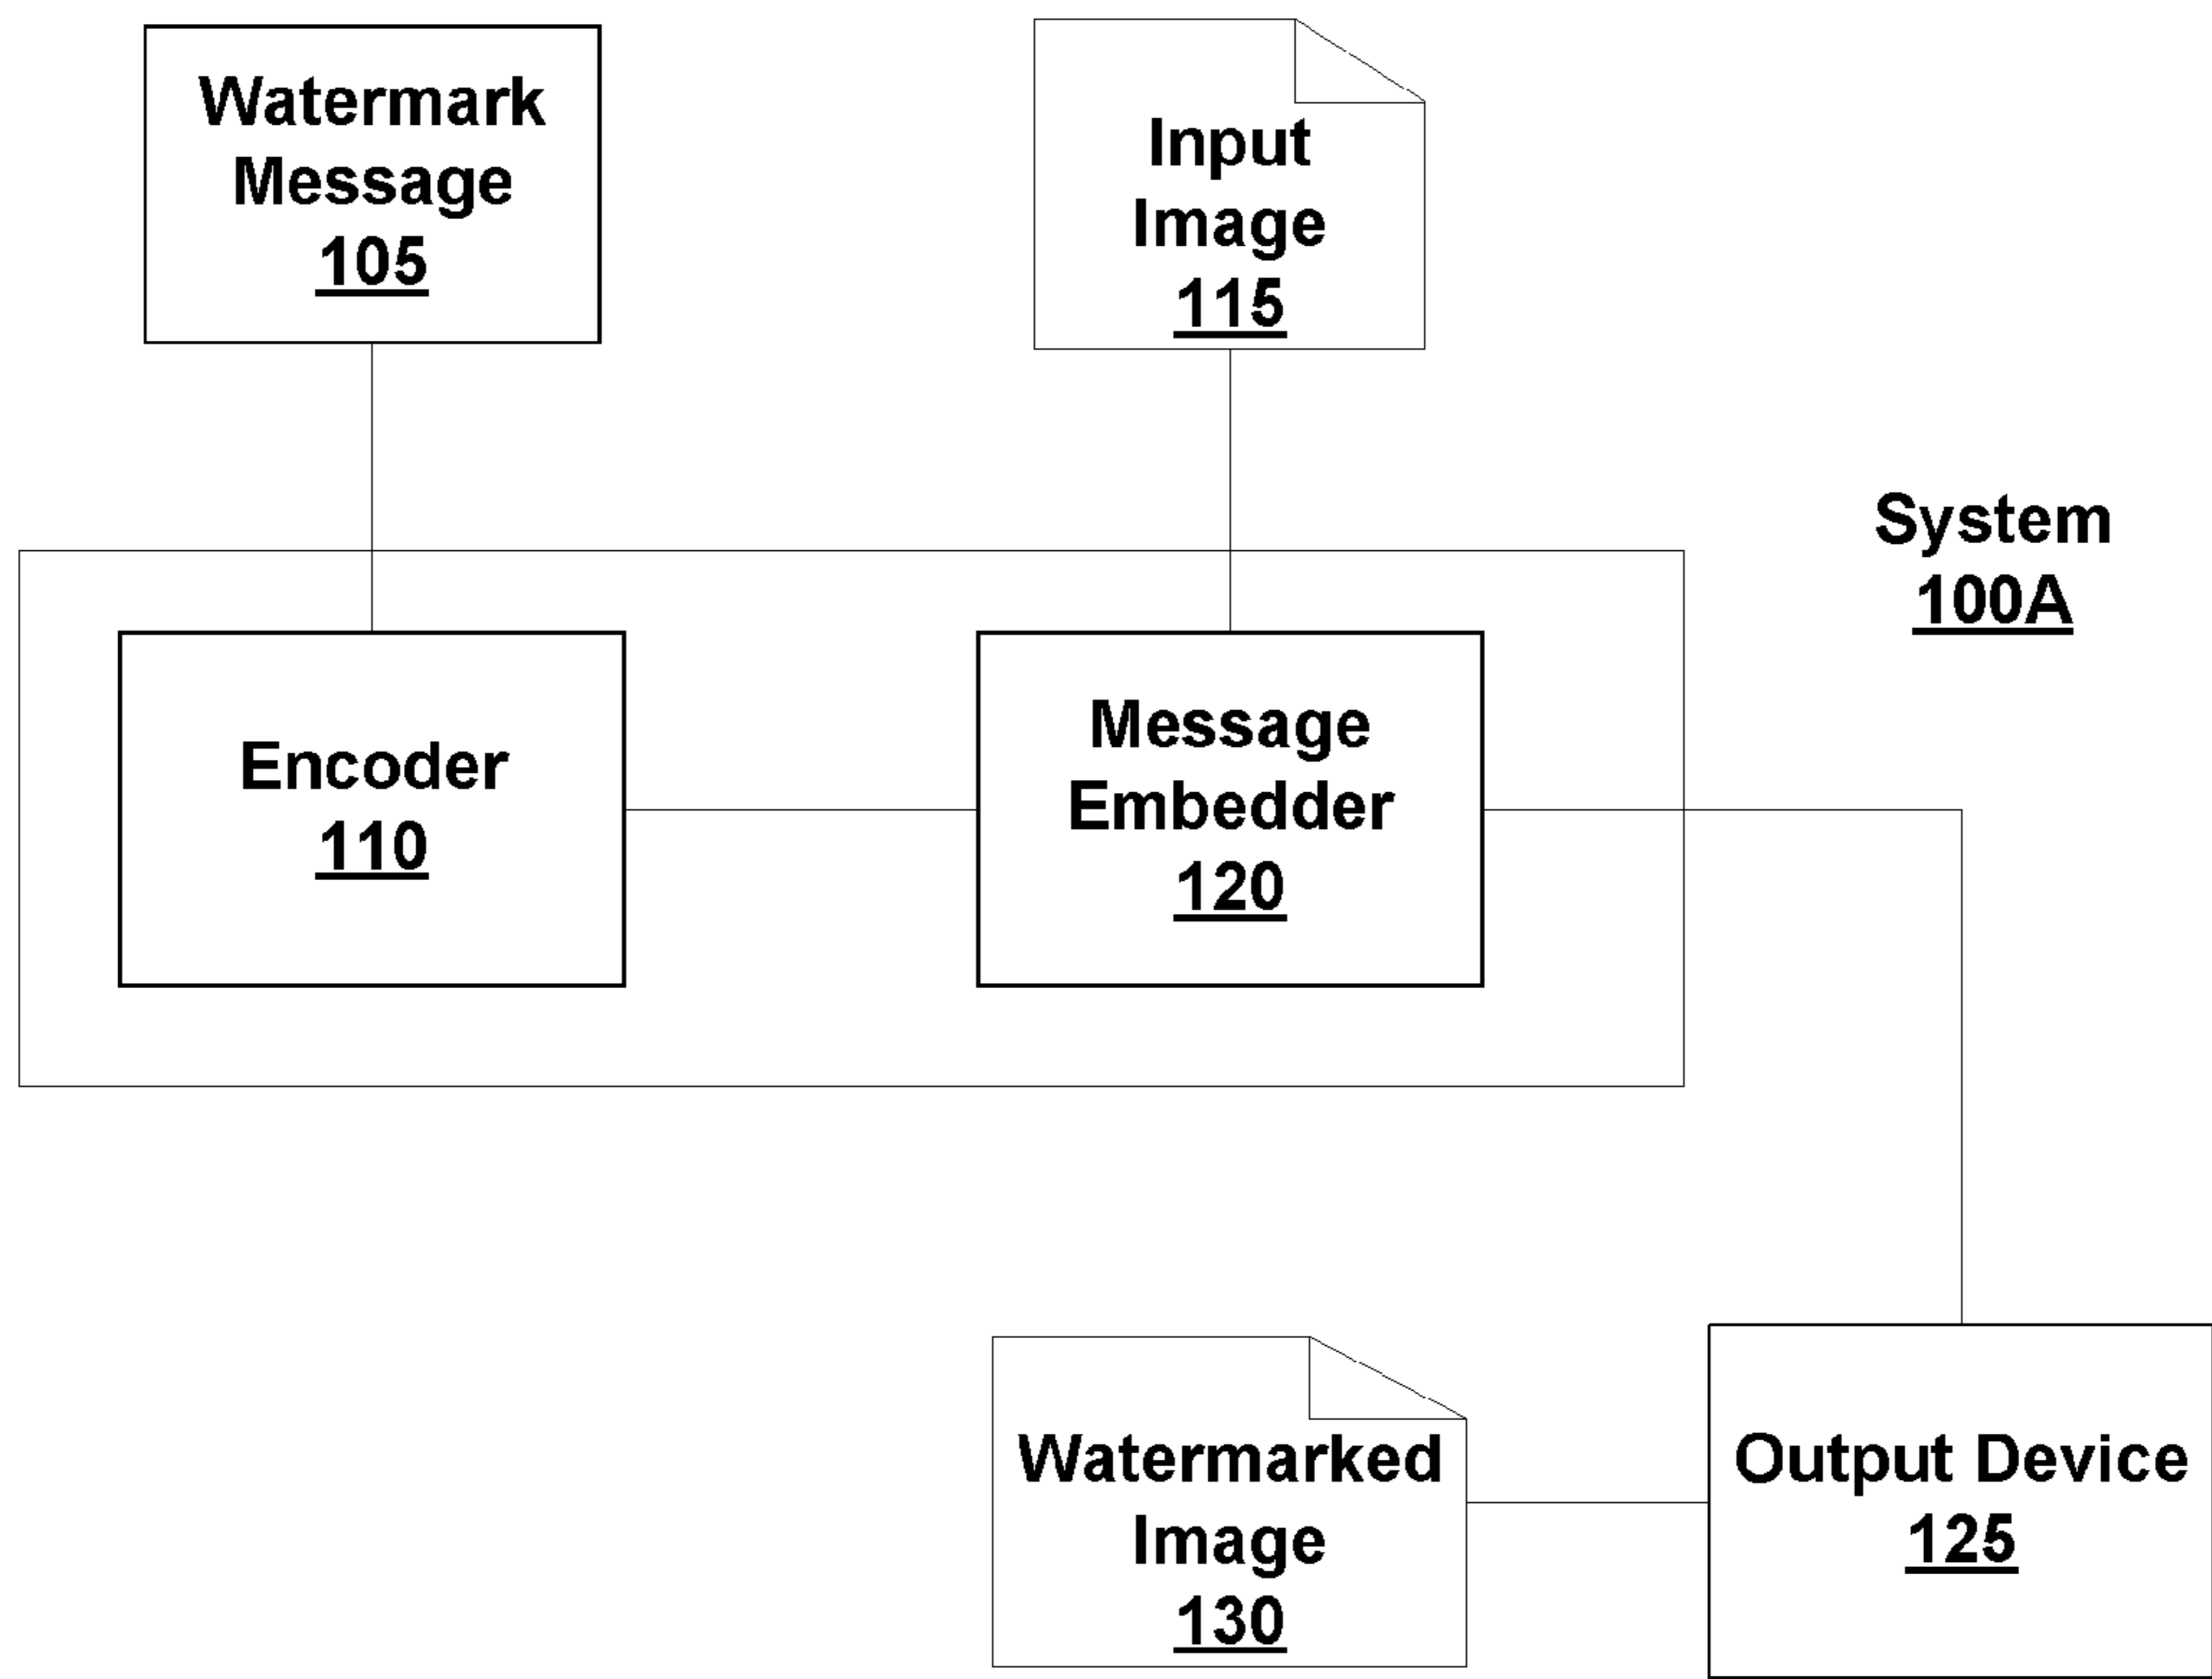 Watermark
Message
105
Input
Image
115
System
100A
Encoder
110
Message
Embedder
120
Watermarked
Image
130
Output Device
125